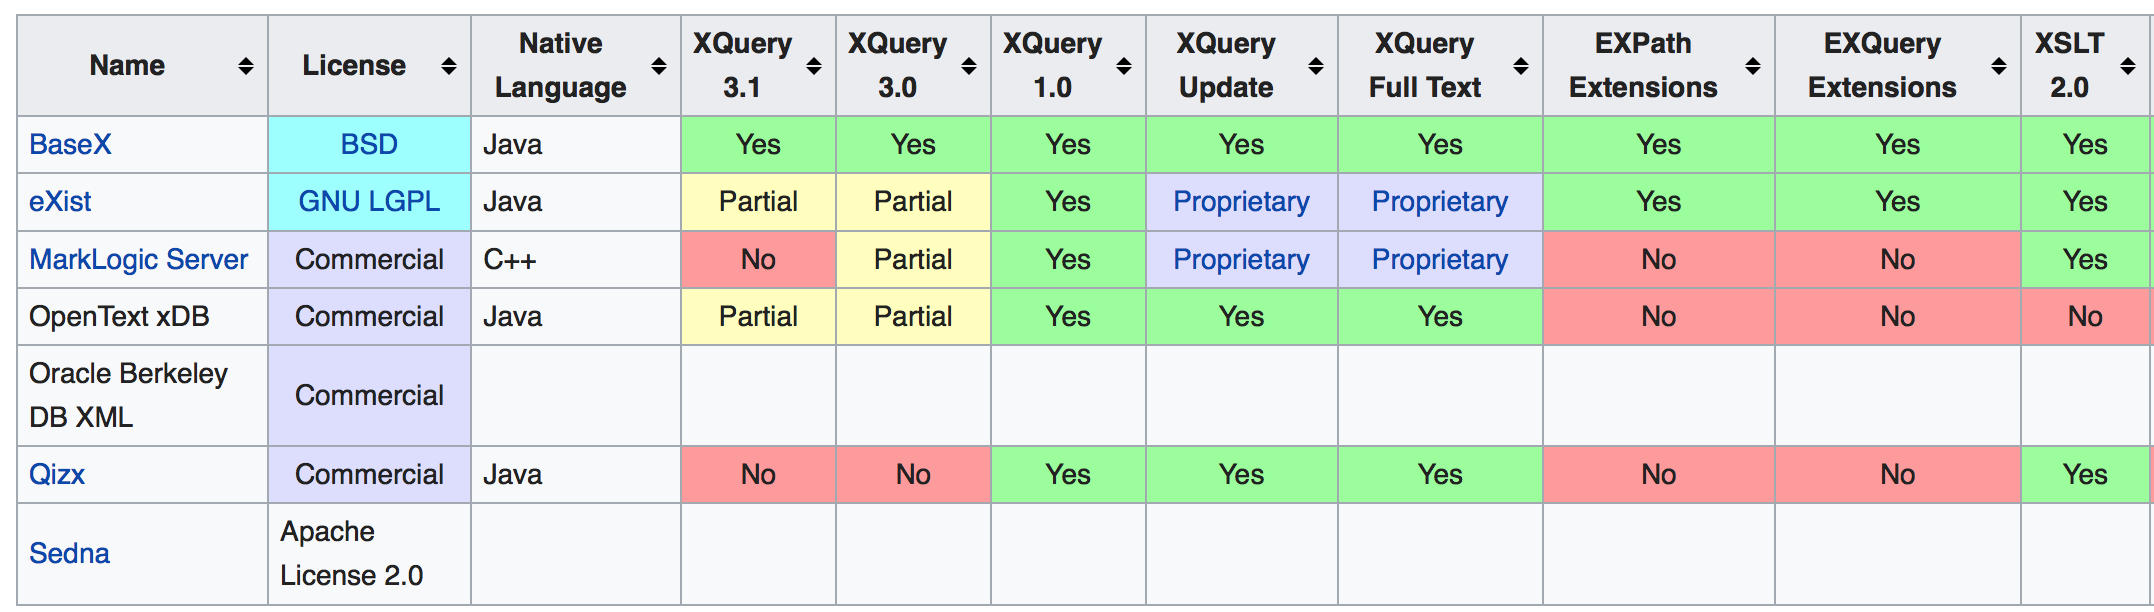 Name License Native Language XQuery 3.1 XQuery 3.0 XQuery 1.0 XQuery Update XQuery Full Text EXPath Extensions EXQuery Extensions XSLT 2.0
BaseX BSD Java Yes Yes Yes Yes Yes Yes Yes Yes
eXist GNU LGPL Java Partial Partial Yes Proprietary Proprietary Yes Yes Yes
MarkLogic Server Commercial C++ No Partial Yes Proprietary Proprietary No No Yes
OpenText xDB Commercial Java Partial Partial Yes Yes Yes No No No
Oracle Berkeley DB XML Commercial
Qizx Commercial Java No No Yes Yes Yes No No Yes
Sedna Apache License 2.0